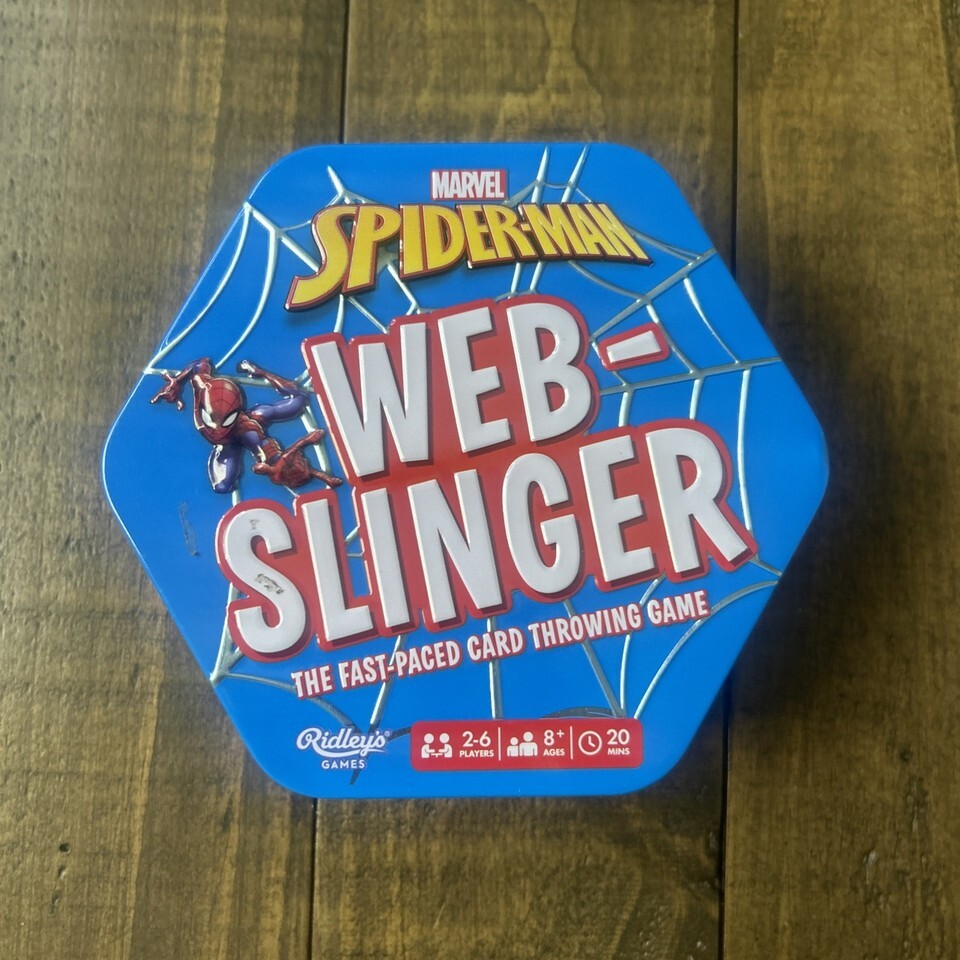 MARVEL
SPIDER-MAN
WEB-
SLINGER
THE FAST-PACED CARD THROWING GAME
Ridley's®
GAMES
2-6
PLAYERS
8+
AGES
20
MINS